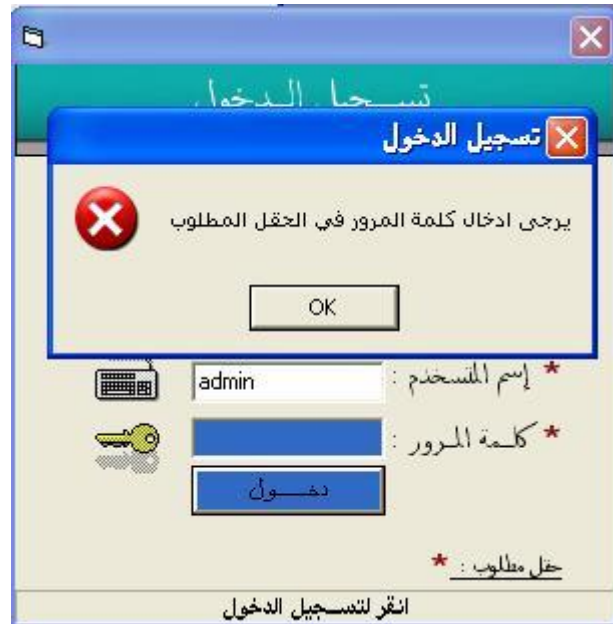 تسجيل الدخول
تسجيل الدخول
يرجى ادخال كلمة المرور في الحقل المطلوب
OK
* إسم المستخدم :
admin
* كلمة المرور :
دخول
حقل مطلوب : *
انقر لتسجيل الدخول